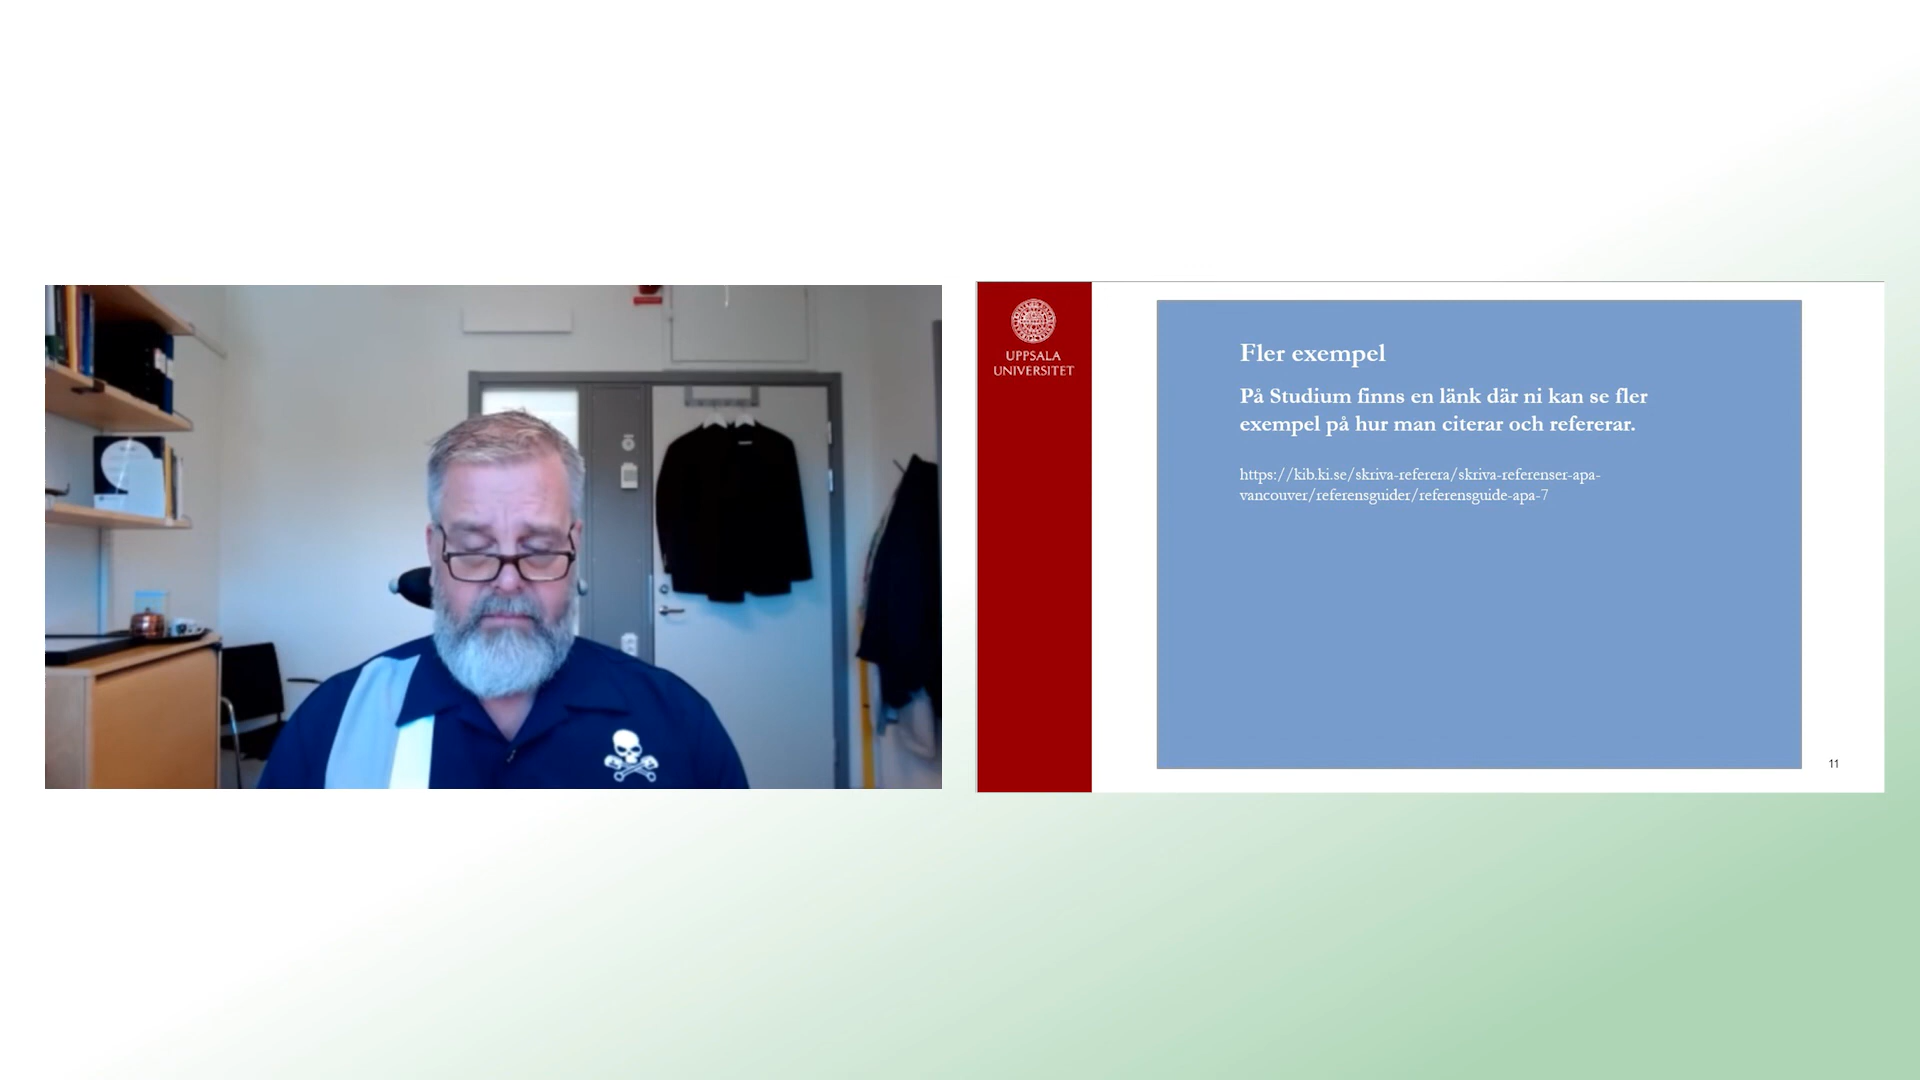 UPPSALA
UNIVERSITET
Fler exempel
På Studium finns en länk där ni kan se fler
exempel på hur man citerar och refererar.
https://kib.ki.se/skriva-referera/skriva-referenser-apa-
vancouver/referensguider/referensguide-apa-7
11